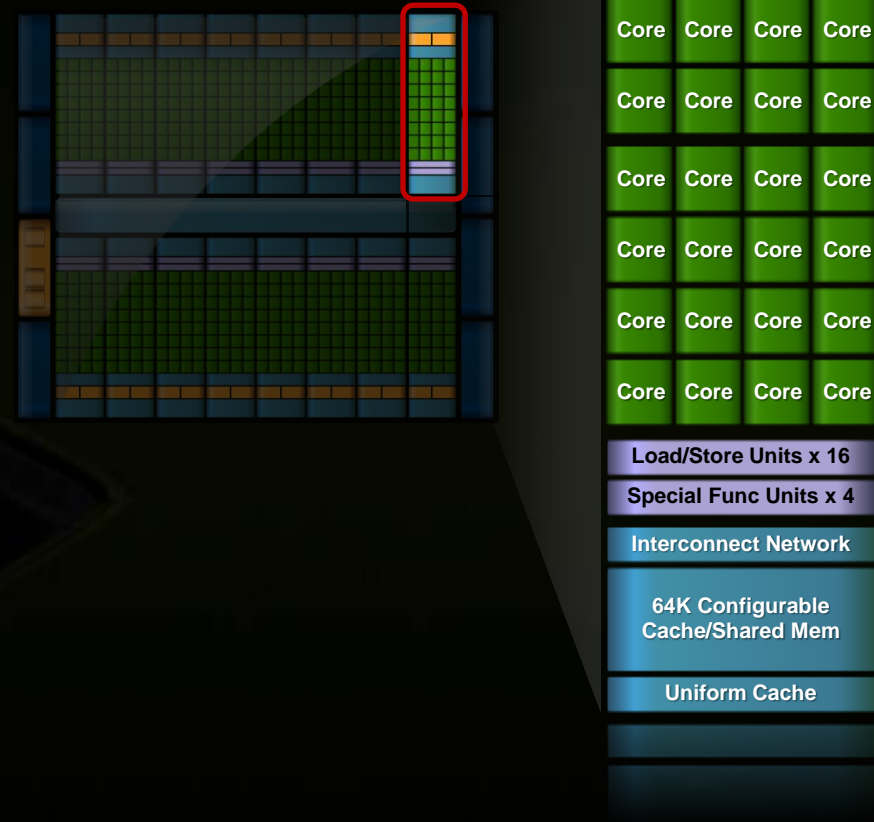 Core Core Core Core
Core Core Core Core
Core Core Core Core
Core Core Core Core
Core Core Core Core
Core Core Core Core
Load/Store Units x 16
Special Func Units x 4
Interconnect Network
64K Configurable
Cache/Shared Mem
Uniform Cache